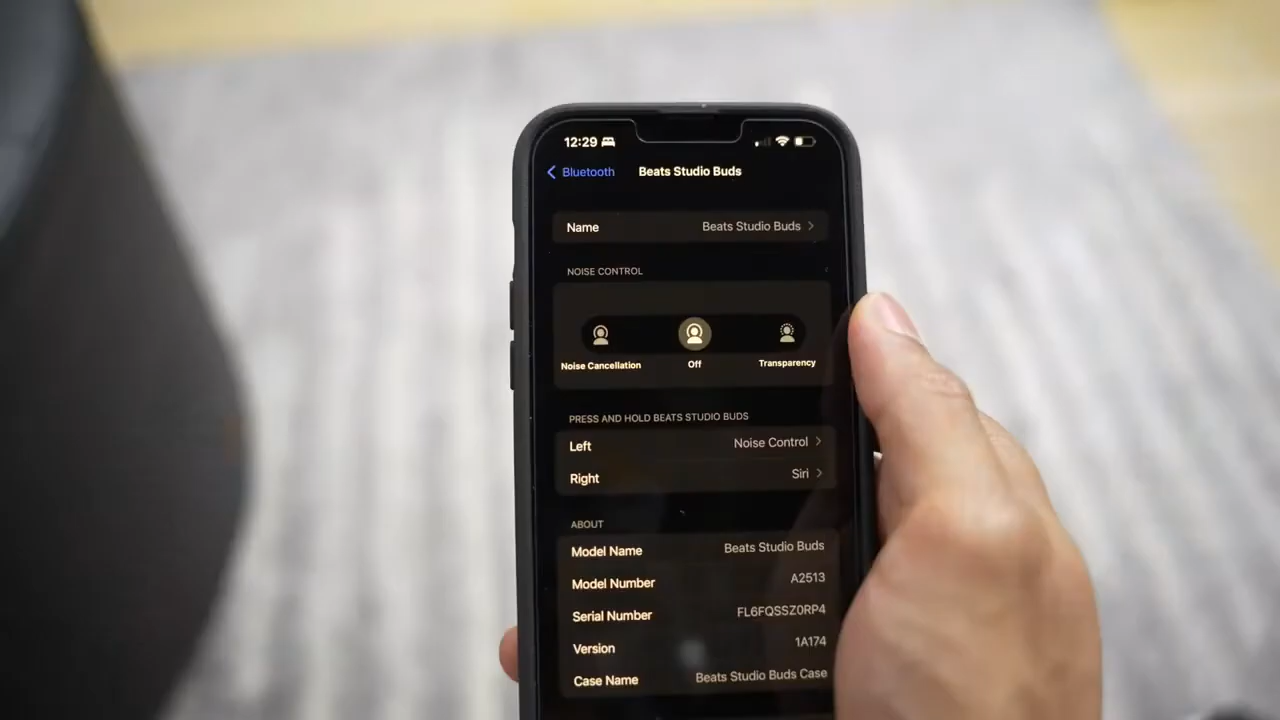 12:29
Bluetooth Beats Studio Buds
Name Beats Studio Buds
NOISE CONTROL
Noise Cancellation Off Transparency
PRESS AND HOLD BEATS STUDIO BUDS
Left Noise Control
Right Siri
ABOUT
Model Name Beats Studio Buds
Model Number A2513
Serial Number FL6FQSSZ0RP4
Version 1A174
Case Name Beats Studio Buds Case